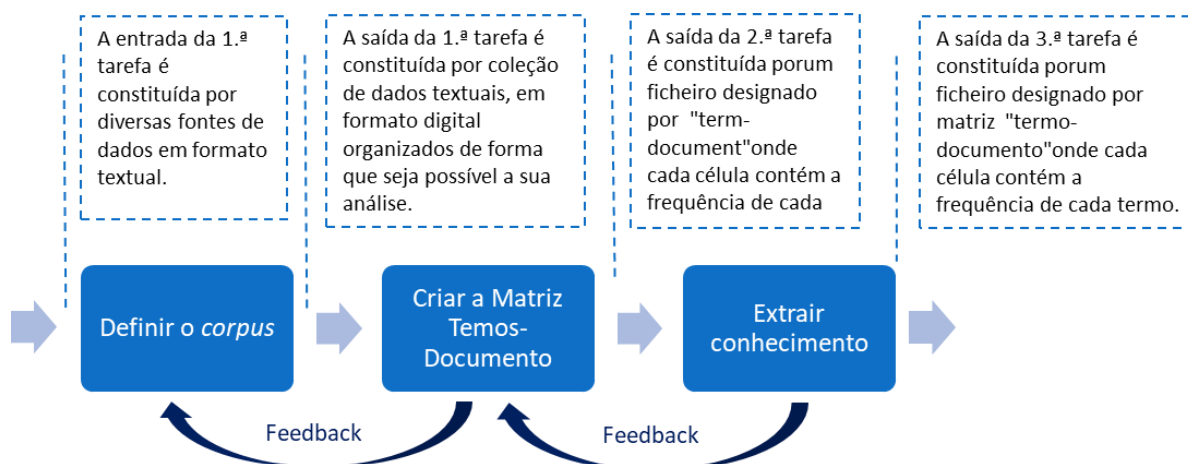 A entrada da 1.ª
tarefa é
constituída por
diversas fontes de
dados em formato
textual.
A saída da 1.ª tarefa é
constituída por coleção
de dados textuais, em
formato digital
organizados de forma
que seja possível a sua
análise.
A saída da 2.ª tarefa
é constituída porum
ficheiro designado
por "term-
document"onde
cada célula contém a
frequência de cada
A saída da 3.ª tarefa é
constituída porum
ficheiro designado por
matriz "termo-
documento"onde cada
célula contém a
frequência de cada termo.
Definir o corpus
Criar a Matriz
Temos-
Documento
Extrair
conhecimento
Feedback
Feedback